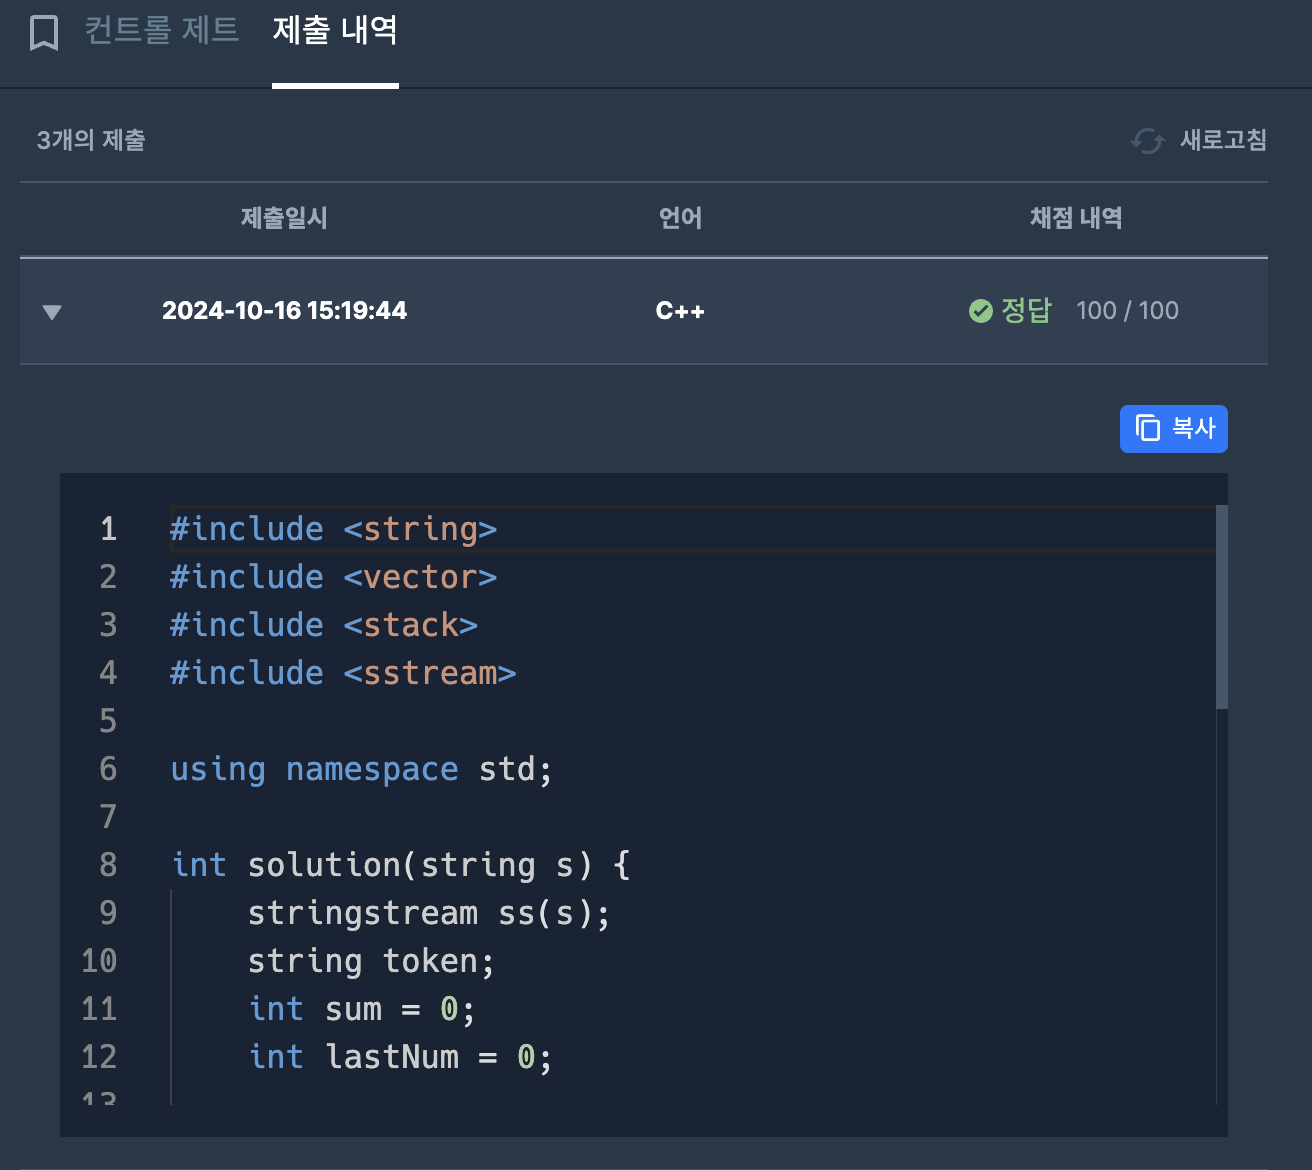 컨트롤 제트 제출 내역
3개의 제출 새로고침
제출일시 언어 채점 내역
2024-10-16 15:19:44 C++ 정답 100 / 100
복사
1 #include <string>
2 #include <vector>
3 #include <stack>
4 #include <sstream>
5
6 using namespace std;
7
8 int solution(string s) {
9 stringstream ss(s);
10 string token;
11 int sum = 0;
12 int lastNum = 0;
13